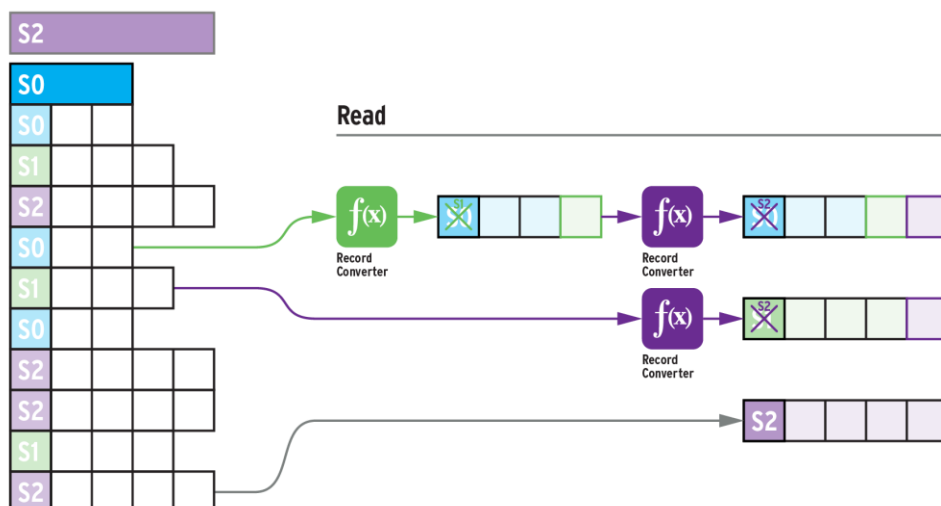 S2
S0
S0
S1
S2
S0
S1
S0
S2
S2
S1
S2
Read
f(x)
Record
Converter
S1
f(x)
Record
Converter
S2
f(x)
Record
Converter
S2
S2